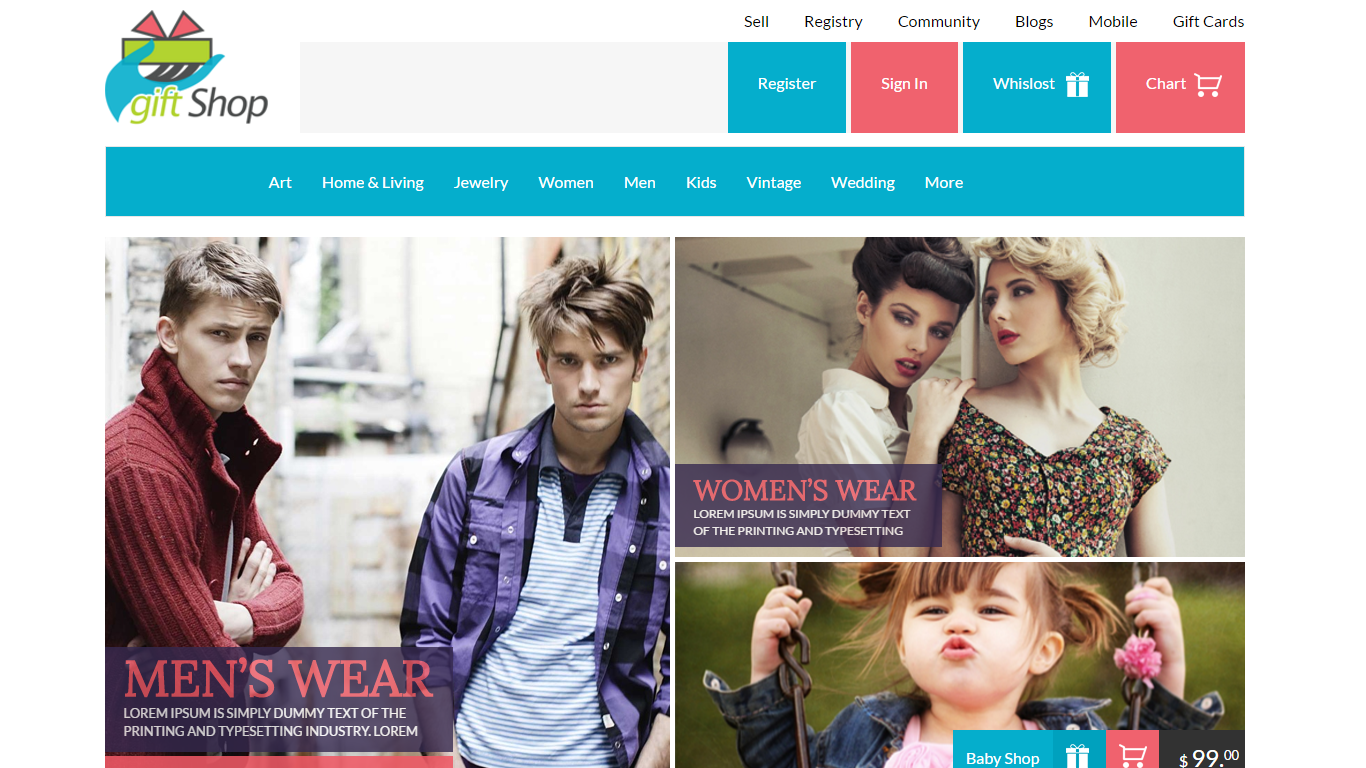 Sell Registry Community Blogs Mobile Gift Cards
gift Shop
Register Sign In Whislost Chart
Art Home & Living Jewelry Women Men Kids Vintage Wedding More
WOMEN'S WEAR
LOREM IPSUM IS SIMPLY DUMMY TEXT
OF THE PRINTING AND TYPESETTING
MEN'S WEAR
LOREM IPSUM IS SIMPLY DUMMY TEXT OF THE
PRINTING AND TYPESETTING INDUSTRY. LOREM
Baby Shop $ 99.00